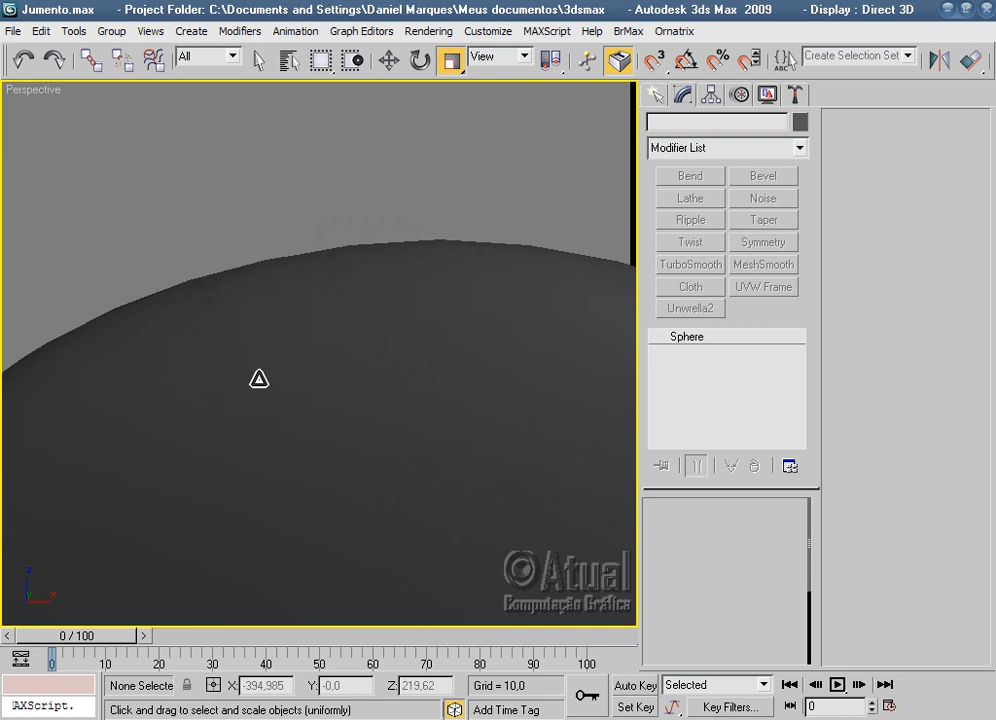 Jumento.max - Project Folder: C:\Documents and Settings\Daniel Marques\Meus documentos\3dsmax - Autodesk 3ds Max 2009 - Display : Direct 3D
File Edit Tools Group Views Create Modifiers Animation Graph Editors Rendering Customize MAXScript Help BrMax Ornatrix
All View 3 % Create Selection Set
Perspective
Modifier List
Bend Bevel
Lathe Noise
Ripple Taper
Twist Symmetry
TurboSmooth MeshSmooth
Cloth UVW Frame
Unwrella2
Sphere
©Atual
Computação Gráfica
z
y x
< 0 / 100 >
0 10 20 30 40 50 60 70 80 90 100
None Selecte X: -394,985 Y: -0,0 Z: 219,62 Grid = 10,0 Auto Key Selected
AXScript. Click and drag to select and scale objects (uniformly) Add Time Tag Set Key Key Filters... 0